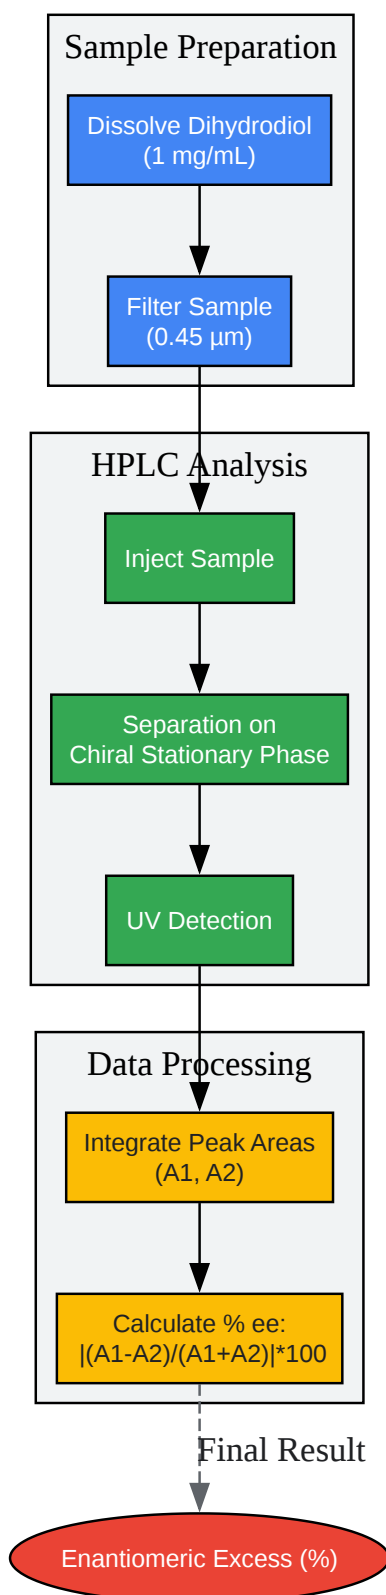 Sample Preparation
Dissolve Dihydrodiol
(1 mg/mL)
Filter Sample
(0.45 µm)
HPLC Analysis
Inject Sample
Separation on
Chiral Stationary Phase
UV Detection
Data Processing
Integrate Peak Areas
(A1, A2)
Calculate % ee:
|(A1-A2)/(A1+A2)|*100
Final Result
Enantiomeric Excess (%)